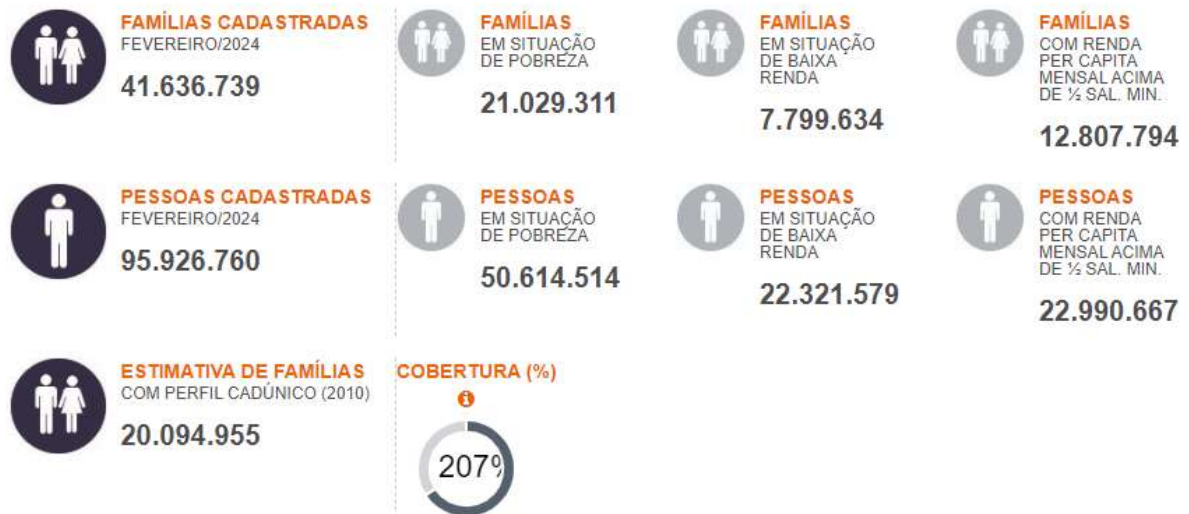 FAMÍLIAS CADASTRADAS
FEVEREIRO/2024
41.636.739
FAMÍLIAS
EM SITUAÇÃO
DE POBREZA
21.029.311
FAMÍLIAS
EM SITUAÇÃO
DE BAIXA
RENDA
7.799.634
FAMÍLIAS
COM RENDA
PER CAPITA
MENSAL ACIMA
DE ½ SAL. MIN.
12.807.794
PESSOAS CADASTRADAS
FEVEREIRO/2024
95.926.760
PESSOAS
EM SITUAÇÃO
DE POBREZA
50.614.514
PESSOAS
EM SITUAÇÃO
DE BAIXA
RENDA
22.321.579
PESSOAS
COM RENDA
PER CAPITA
MENSAL ACIMA
DE ½ SAL. MIN.
22.990.667
ESTIMATIVA DE FAMÍLIAS
COM PERFIL CADÚNICO (2010)
20.094.955
COBERTURA (%)
207%